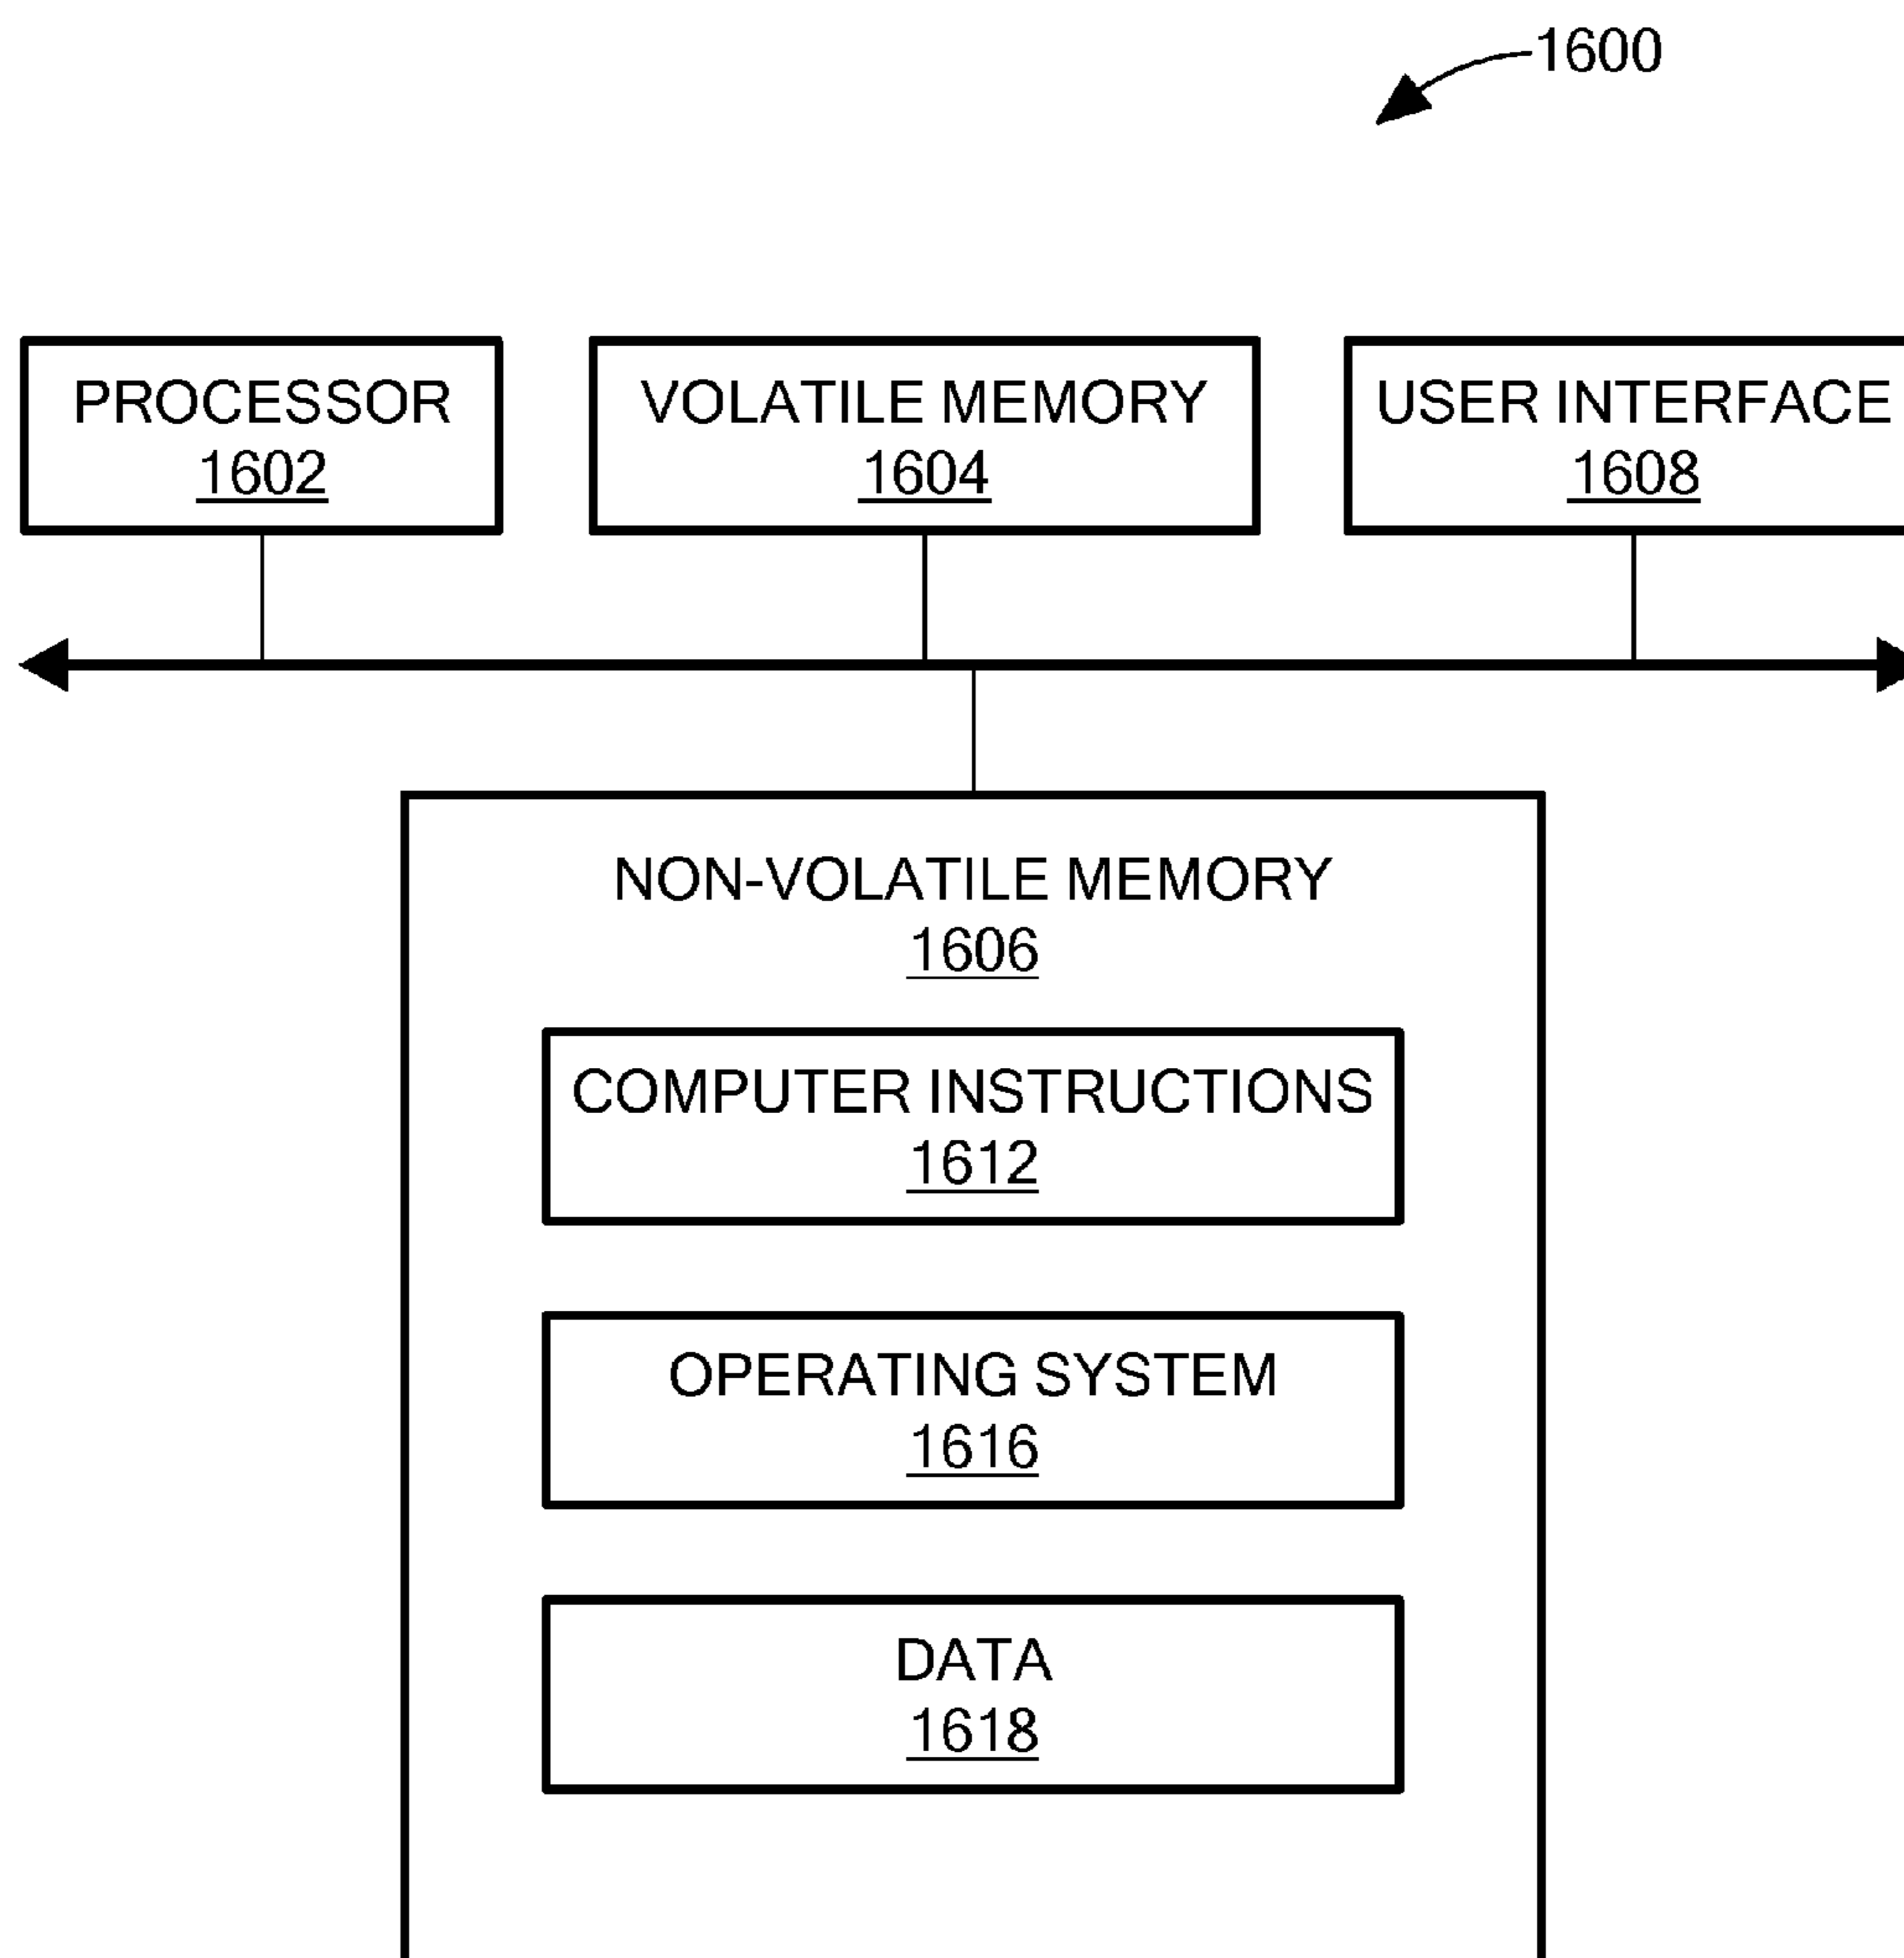 1600
PROCESSOR
1602
VOLATILE MEMORY
1604
USER INTERFACE
1608
NON-VOLATILE MEMORY
1606
COMPUTER INSTRUCTIONS
1612
OPERATING SYSTEM
1616
DATA
1618